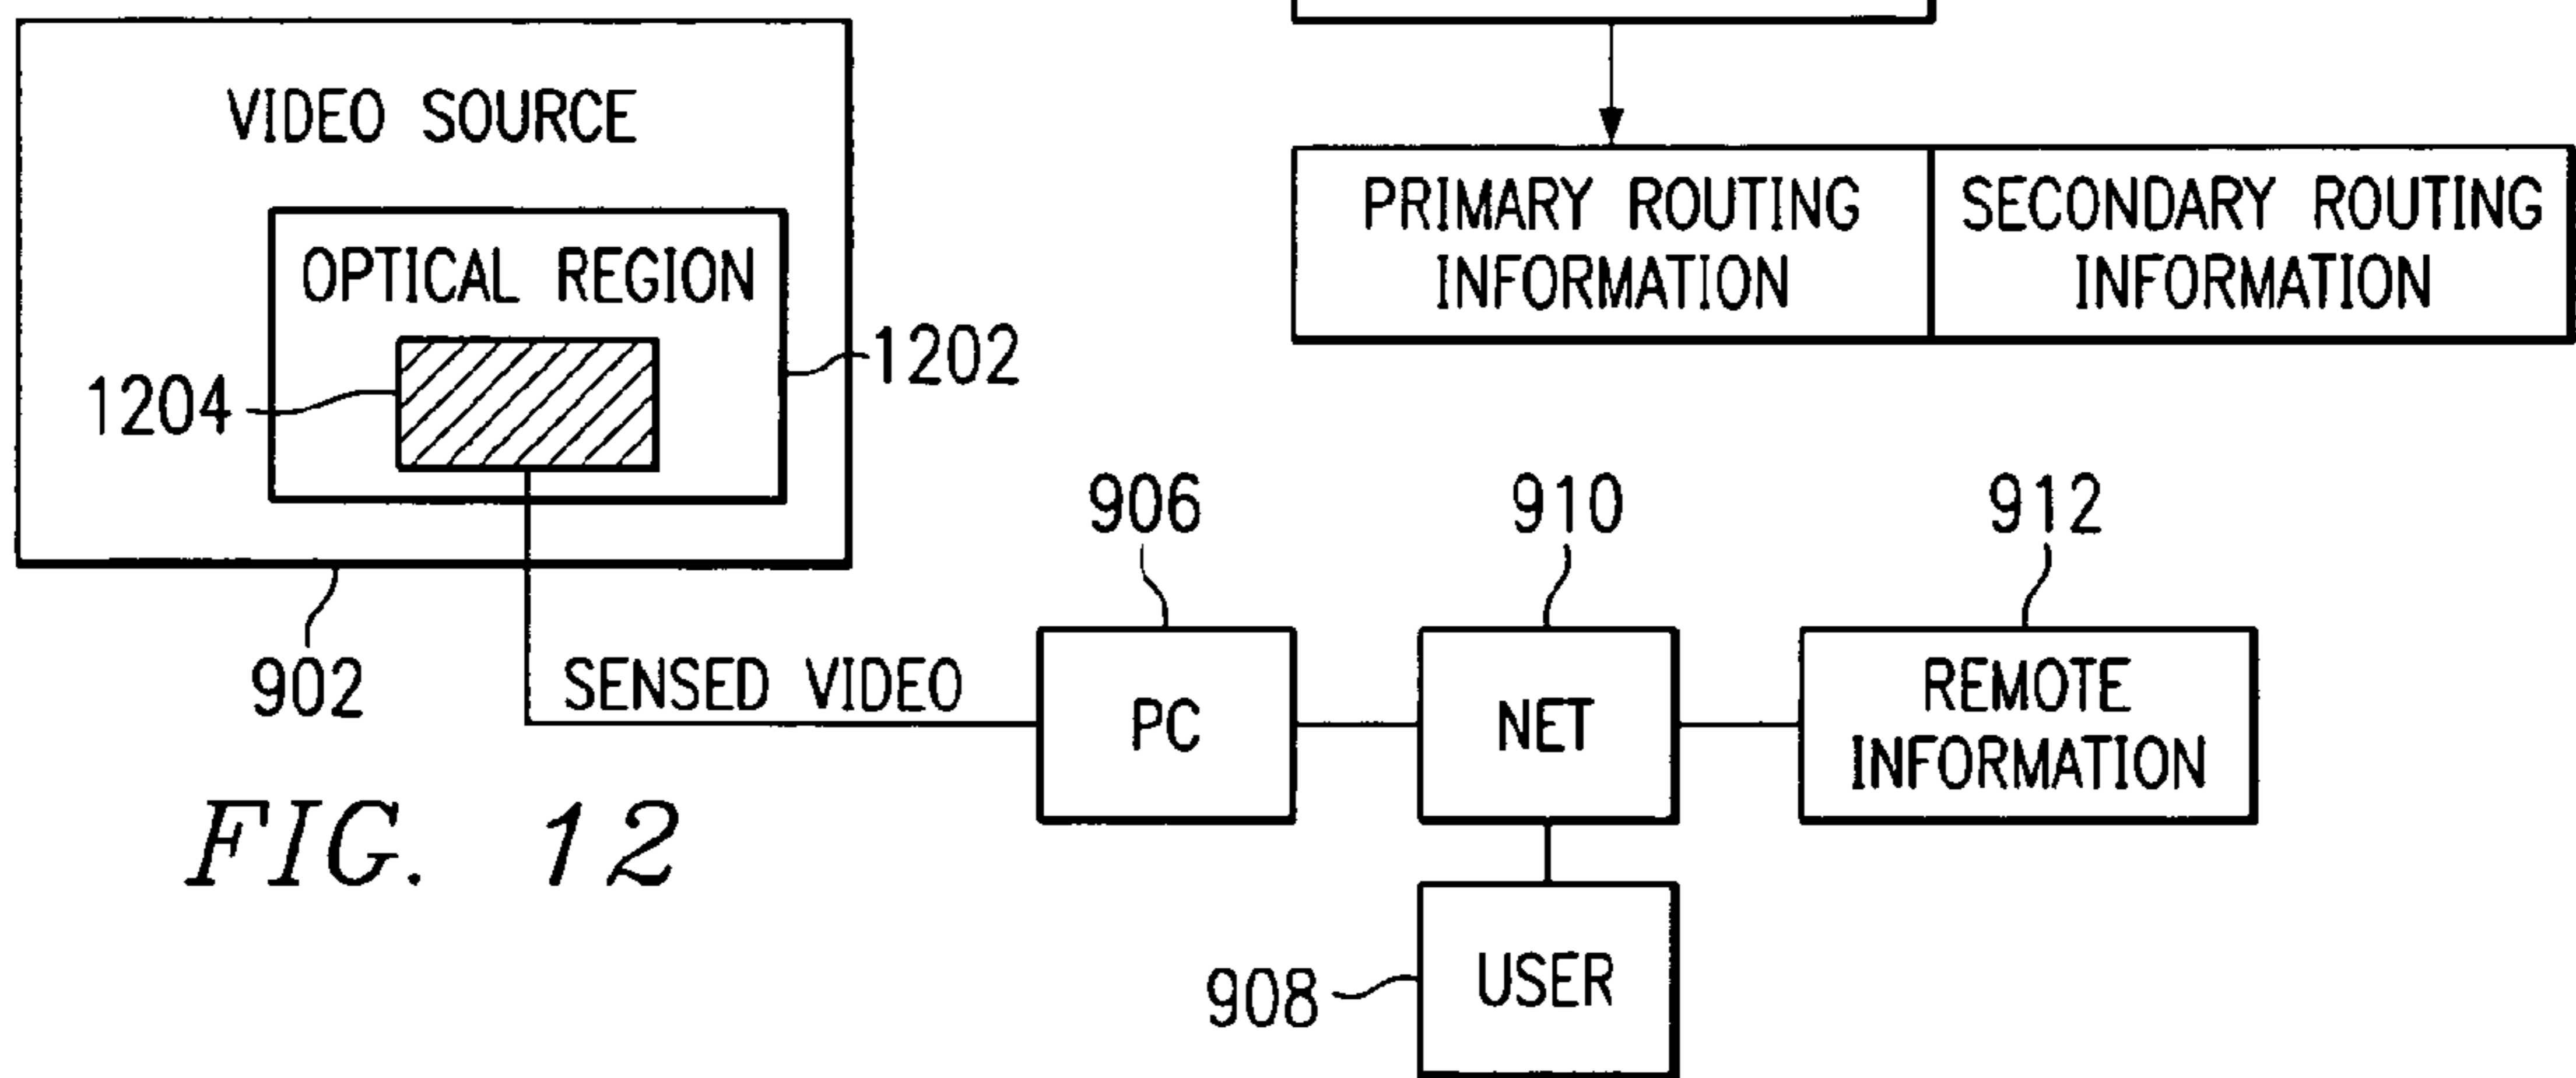 VIDEO SOURCE
OPTICAL REGION
1204
1202
902
SENSED VIDEO
FIG. 12
PRIMARY ROUTING
INFORMATION
SECONDARY ROUTING
INFORMATION
906
910
912
PC
NET
REMOTE
INFORMATION
908
USER